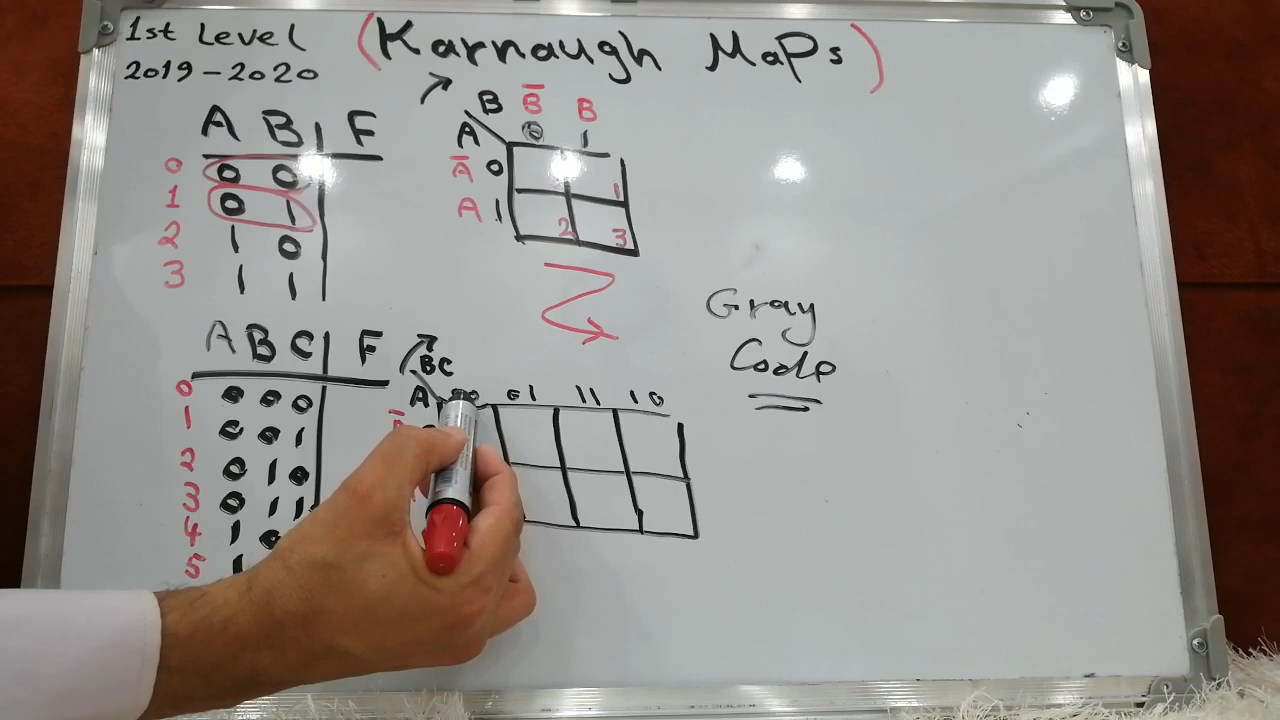 1st Level
2019-2020
(Karnaugh Maps)
A B F
0 0 0
1 0 1
2 1 0
3 1 1
B B̅ B
A 0 1
A̅ 0
1
A 1
2 3
Gray
Code
A B C F
0 0 0 0
1 0 0 1
2 0 1 0
3 0 1 1
4 1 0
5 1
BC
A 00 01 11 10